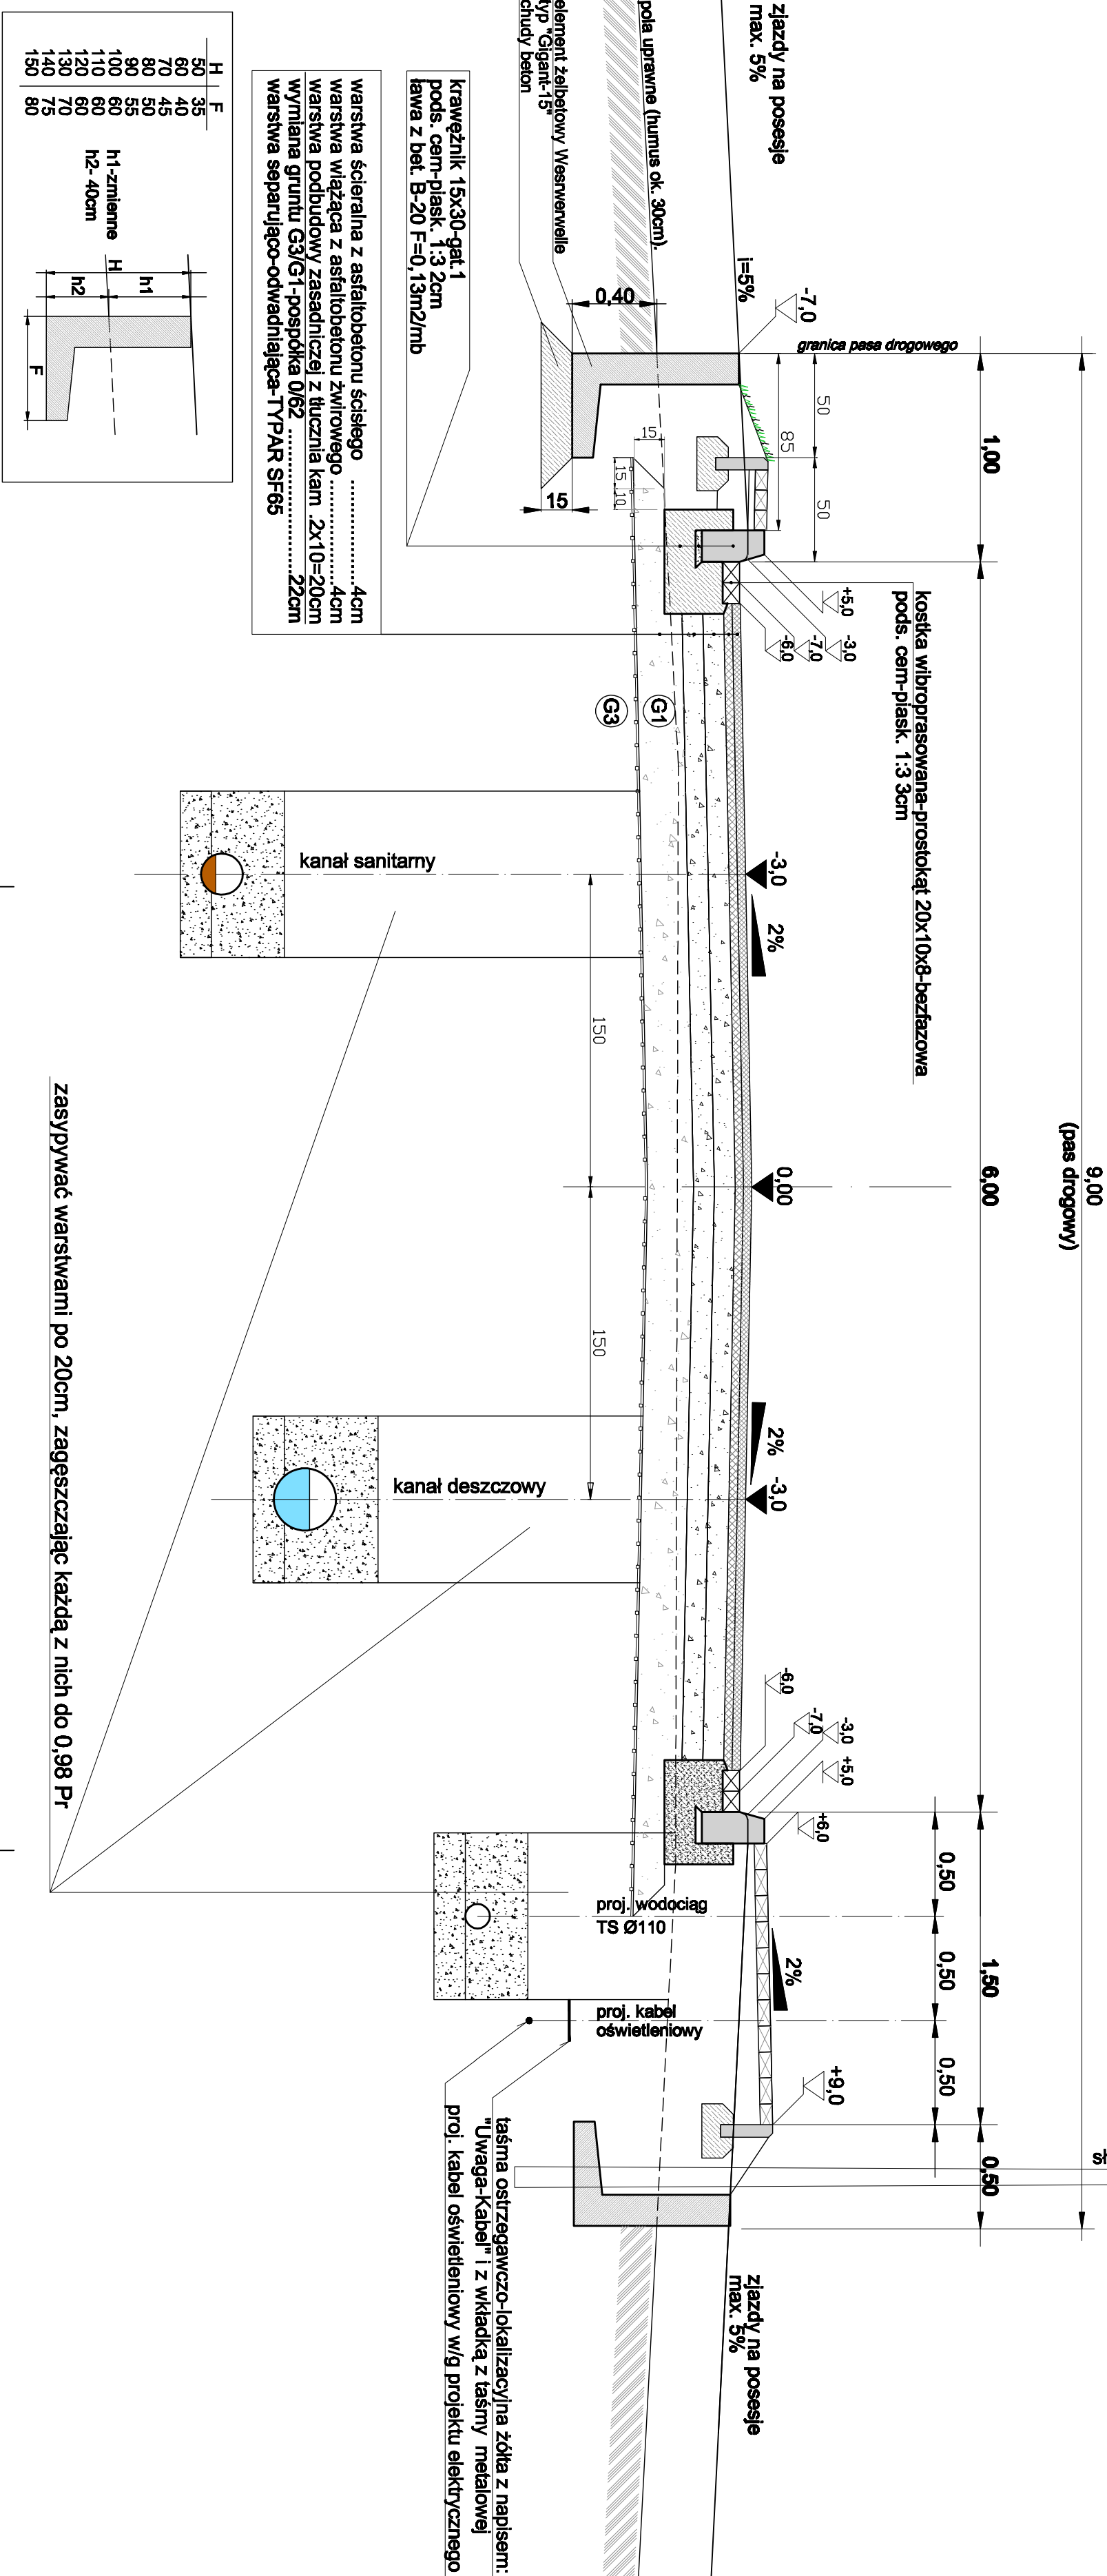 9,00
(pas drogowy)
1,00
6,00
1,50
0,50
50
50
85
0,50
0,50
0,50
zjazdy na posesje
max. 5%
granica pasa drogowego
-7,0
i=5%
+5,0
-3,0
-7,0
-6,0
kostka wibroprasowana-prostokąt 20x10x8-bezfazowa
pods. cem-piask. 1:3 3cm
-3,0
2%
0,00
2%
-3,0
-6,0
-7,0
-3,0
+5,0
+6,0
2%
+9,0
zjazdy na posesje
max. 5%
pola uprawne (humus ok. 30cm).
0,40
15
15
10
15
G1
G3
element żelbetowy Wesrwerwelle
typ "Gigant-15"
chudy beton
krawężnik 15x30-gat.1
pods. cem-piask. 1:3 2cm
ława z bet. B-20 F=0,13m2/mb
warstwa ścieralna z asfaltobetonu ścisłego ................4cm
warstwa wiążąca z asfaltobetonu żwirowego ................4cm
warstwa podbudowy zasadniczej z tłucznia kam .2x10=20cm
wymiana gruntu G3/G1-pospółka 0/62 ................22cm
warstwa separująco-odwadniająca-TYPAR SF65
150
150
kanał sanitarny
kanał deszczowy
proj. wodociąg
TS Ø110
proj. kabel
oświetleniowy
taśma ostrzegawczo-lokalizacyjna żółta z napisem:
"Uwaga-Kabel" i z wkładką z taśmy metalowej
proj. kabel oświetleniowy w/g projektu elektrycznego
zasypywać warstwami po 20cm, zagęszczając każdą z nich do 0,98 Pr
H F
50 35
60 40
70 45
80 50
90 55
100 60
110 60
120 60
130 70
140 75
150 80
h1-zmienne
h2- 40cm
H
h1
h2
F